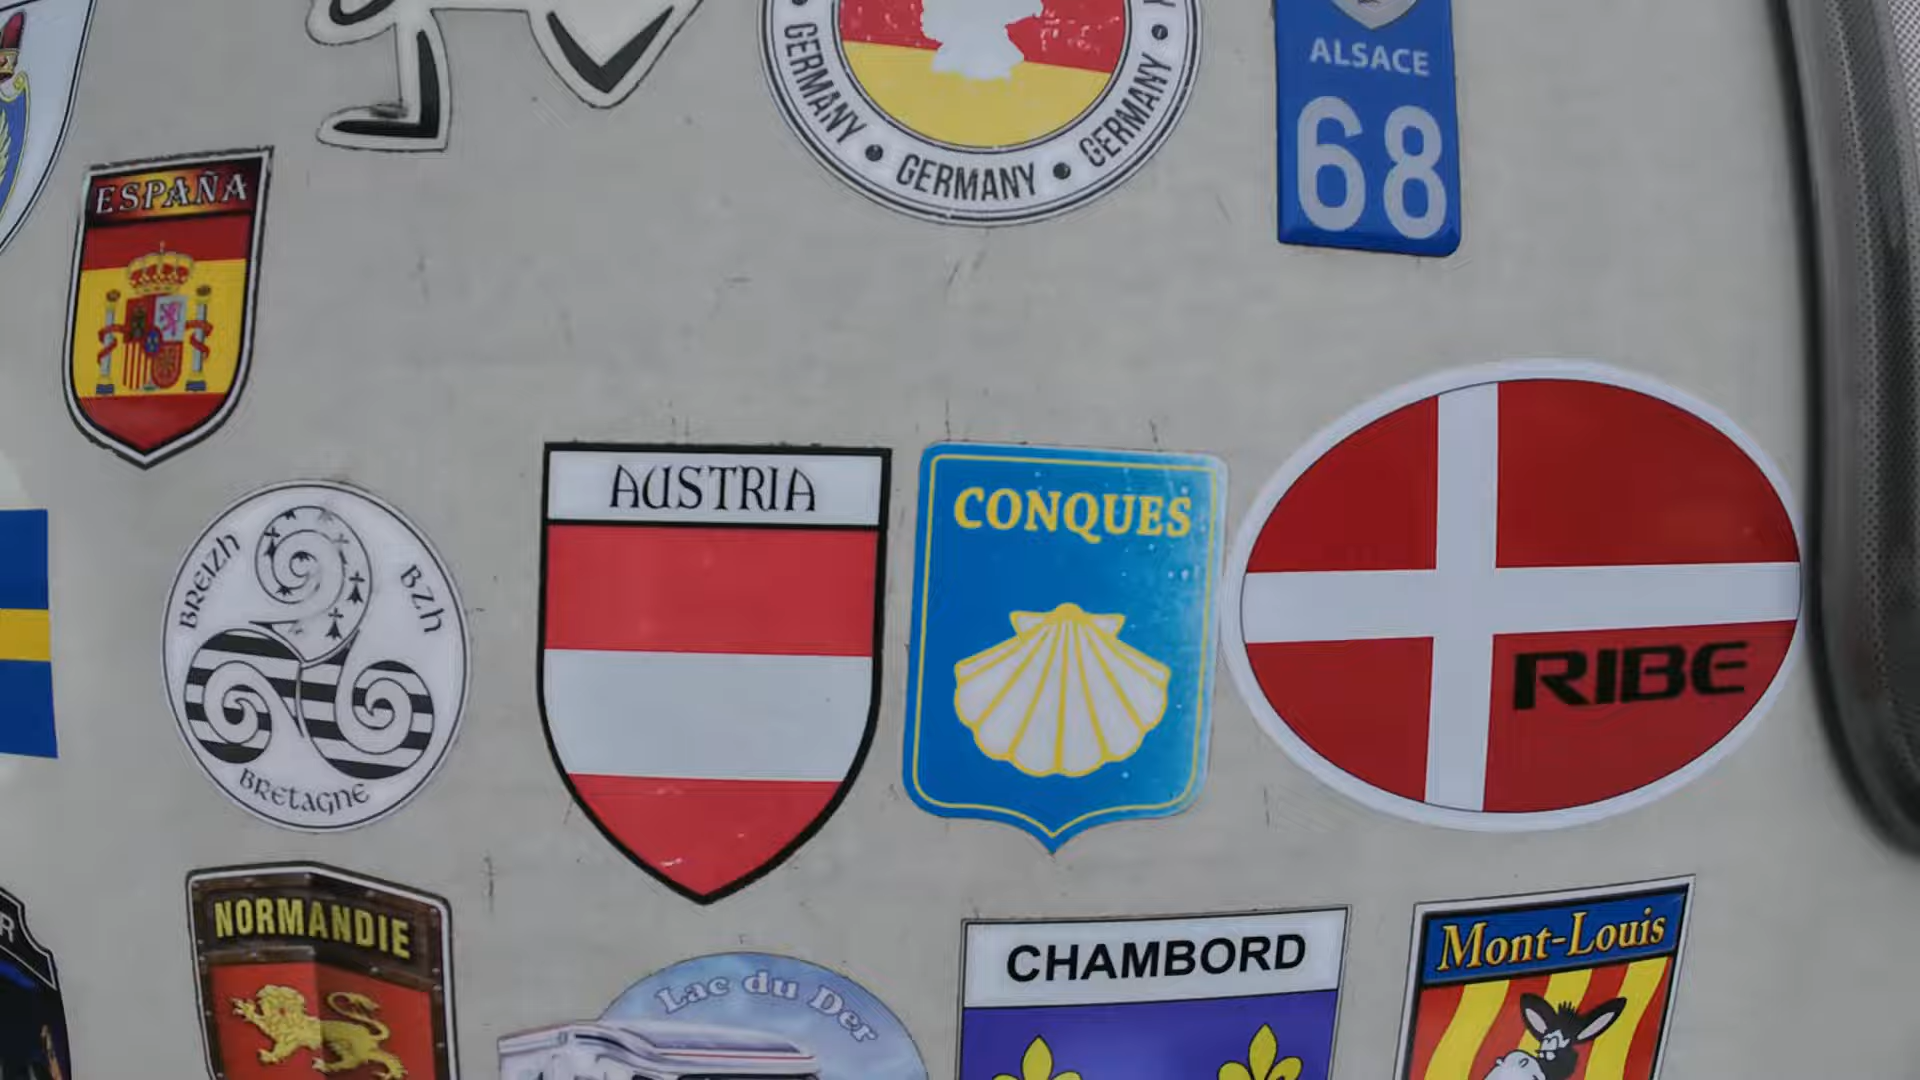 GERMANY
GERMANY
GERMANY
ALSACE
68
ESPAÑA
BREIZH
BZH
BRETAGNE
AUSTRIA
CONQUES
RIBE
NORMANDIE
Lac du Der
CHAMBORD
Mont-Louis